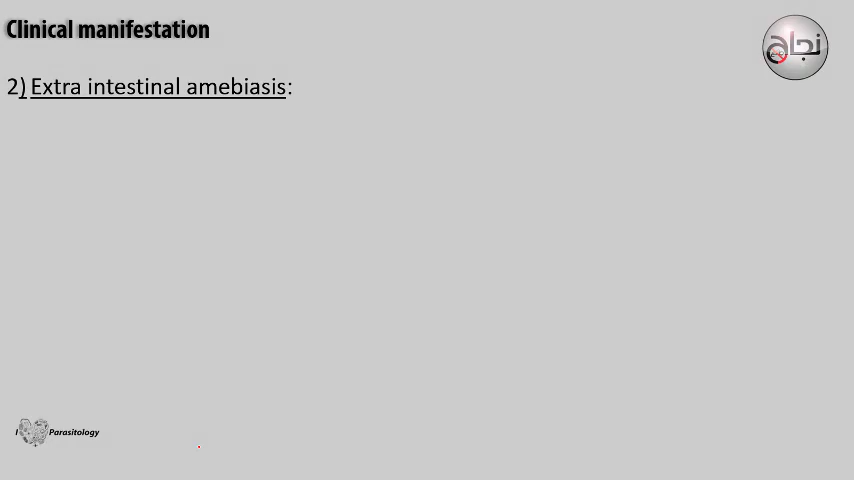 Clinical manifestation
نجاح
2) Extra intestinal amebiasis:
I Parasitology